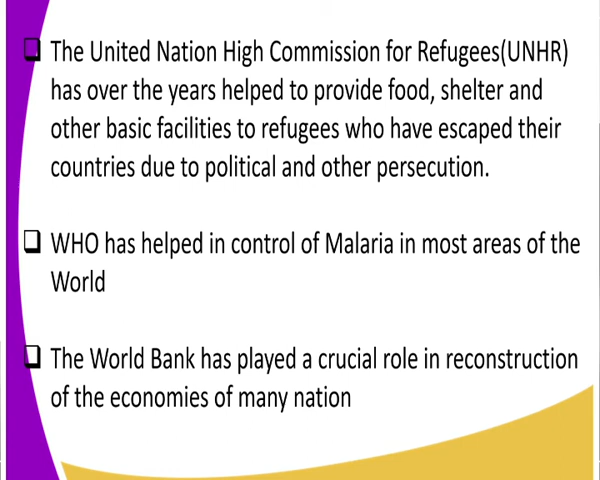 The United Nation High Commission for Refugees(UNHR)
has over the years helped to provide food, shelter and
other basic facilities to refugees who have escaped their
countries due to political and other persecution.
WHO has helped in control of Malaria in most areas of the
World
The World Bank has played a crucial role in reconstruction
of the economies of many nation